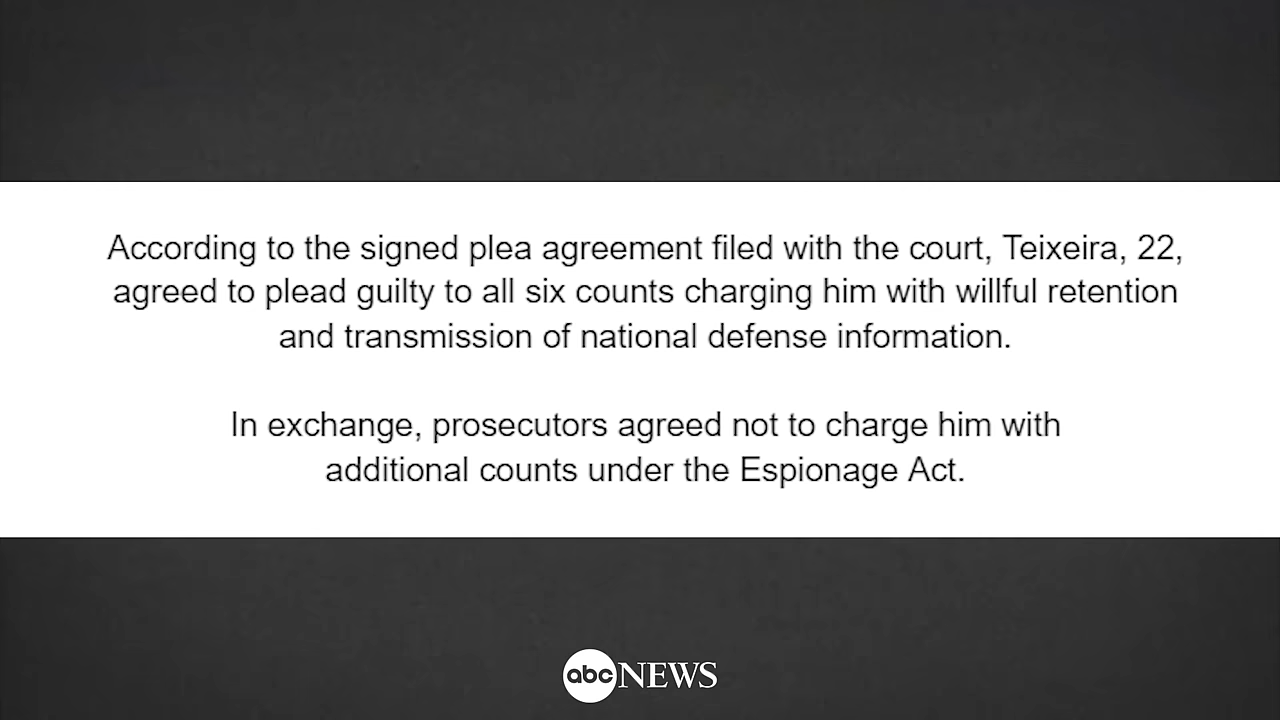 According to the signed plea agreement filed with the court, Teixeira, 22,
agreed to plead guilty to all six counts charging him with willful retention
and transmission of national defense information.
In exchange, prosecutors agreed not to charge him with
additional counts under the Espionage Act.
abc NEWS